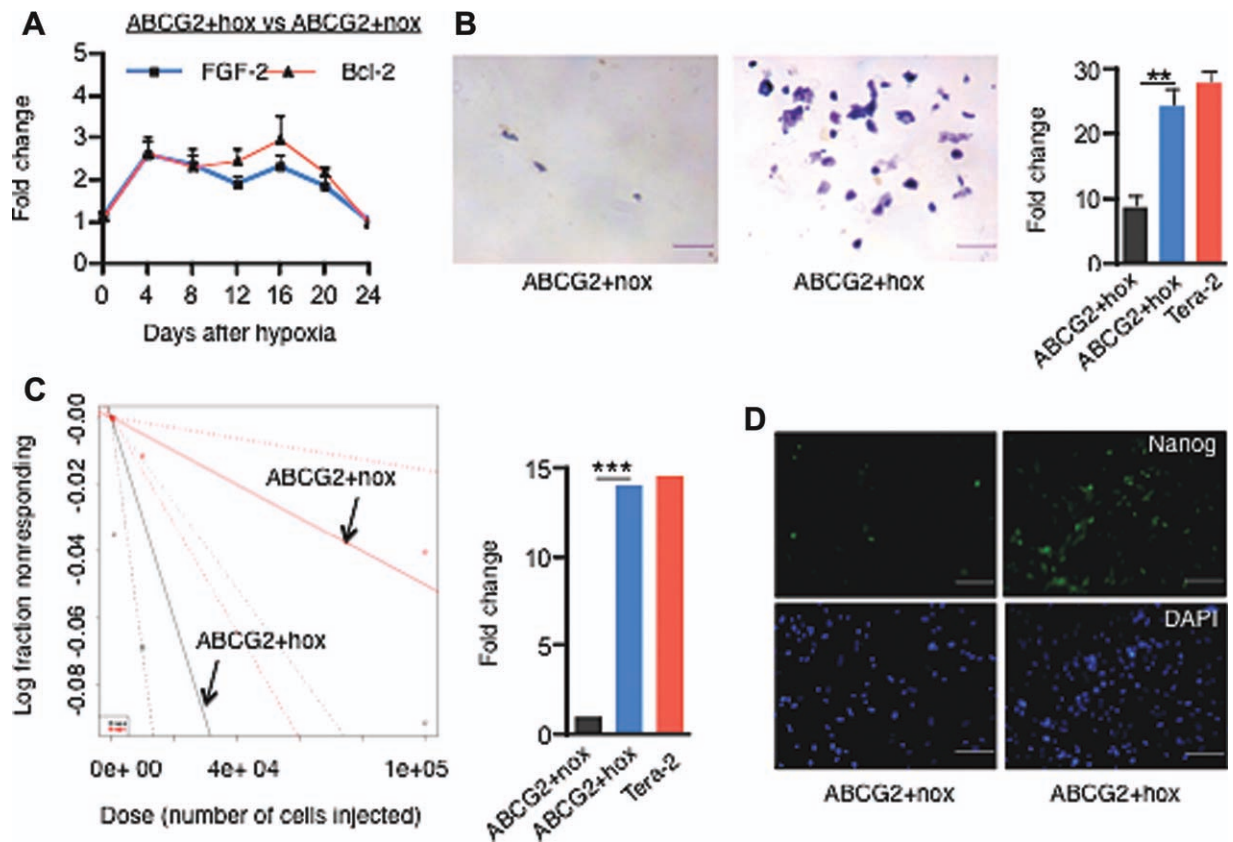 A
ABCG2+hox vs ABCG2+nox
FGF-2
Bcl-2
5
4
3
2
1
0
Fold change
0 4 8 12 16 20 24
Days after hypoxia
B
ABCG2+nox
ABCG2+hox
Fold change
30
20
10
0
**
ABCG2+hox
ABCG2+hox
Tera-2
C
Log fraction nonresponding
-0.00
-0.02
-0.04
-0.06
-0.08
ABCG2+nox
ABCG2+hox
0e+ 00 4e+ 04 1e+05
Dose (number of cells injected)
Fold change
15
10
5
0
***
ABCG2+nox
ABCG2+hox
Tera-2
D
Nanog
DAPI
ABCG2+nox
ABCG2+hox